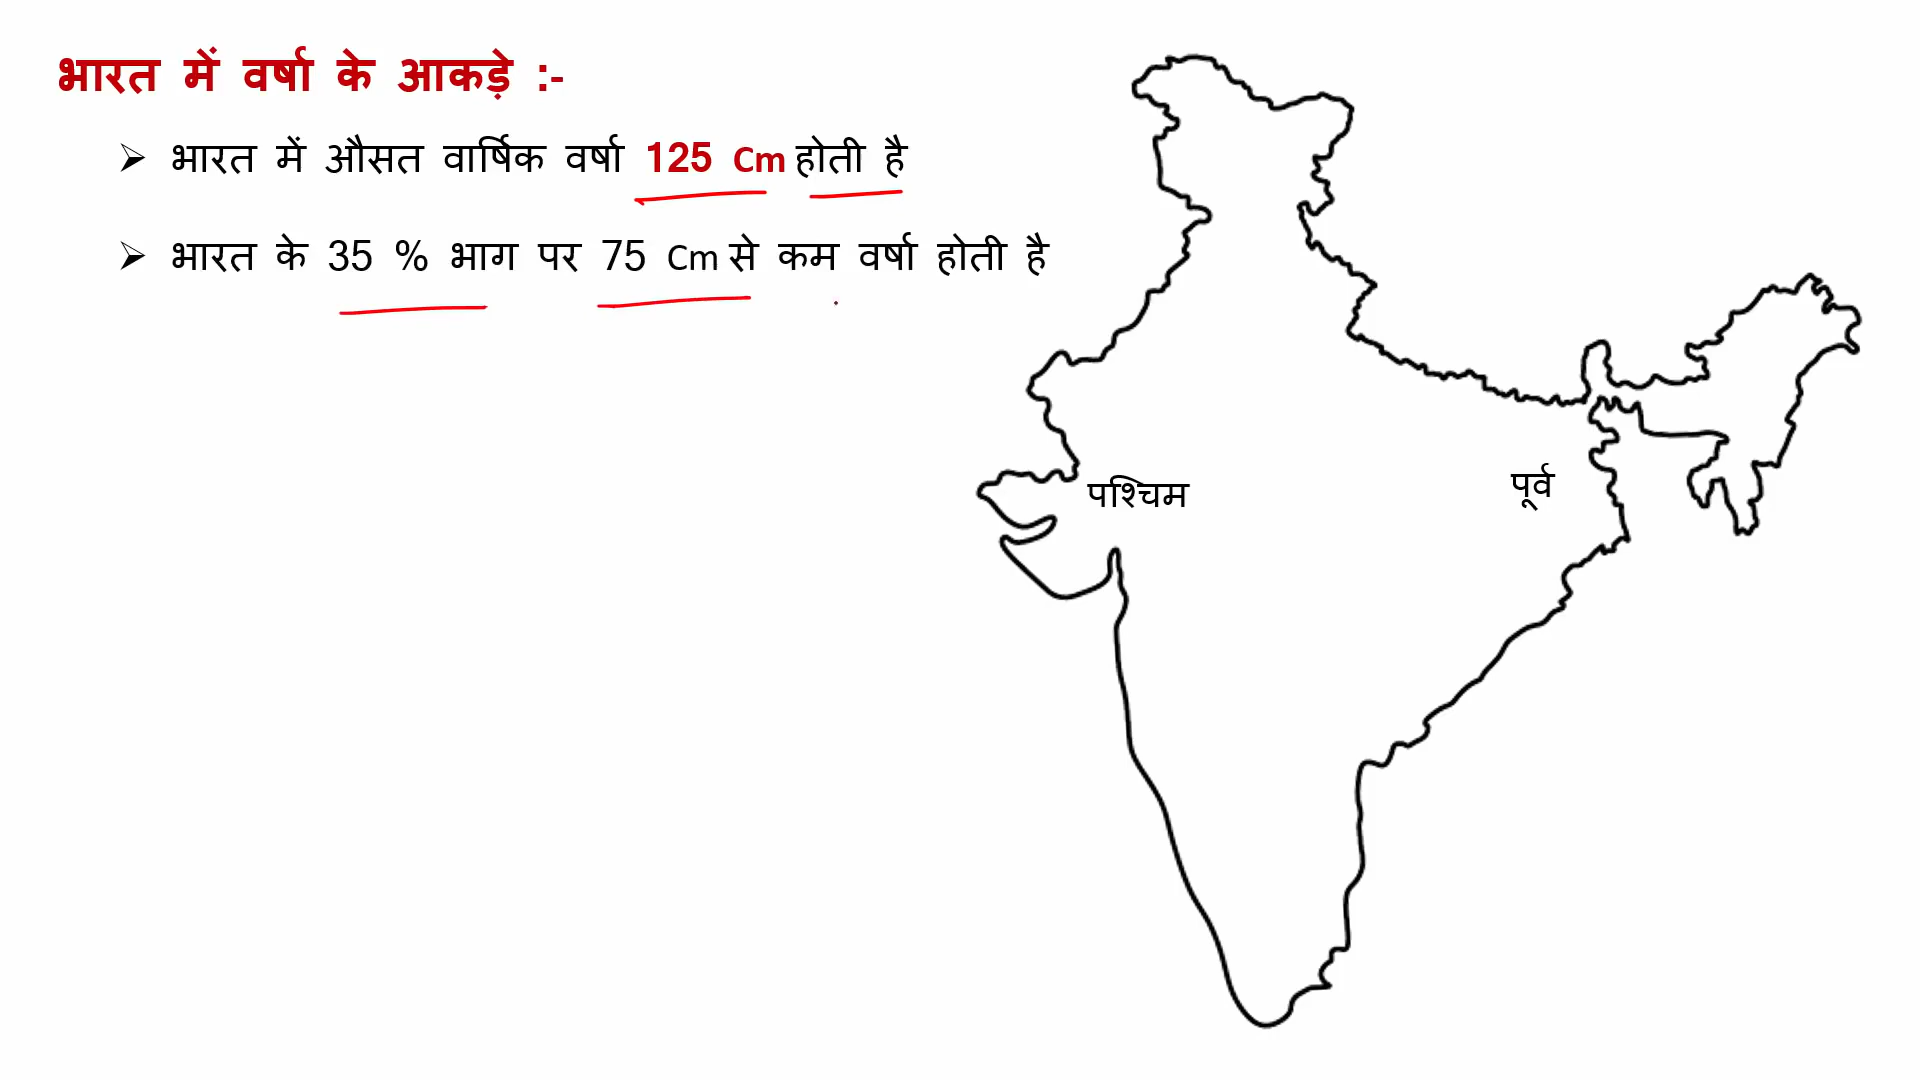 भारत में वर्षा के आकड़े :-
➢ भारत में औसत वार्षिक वर्षा 125 Cm होती है
➢ भारत के 35 % भाग पर 75 Cm से कम वर्षा होती है
पश्चिम
पूर्व